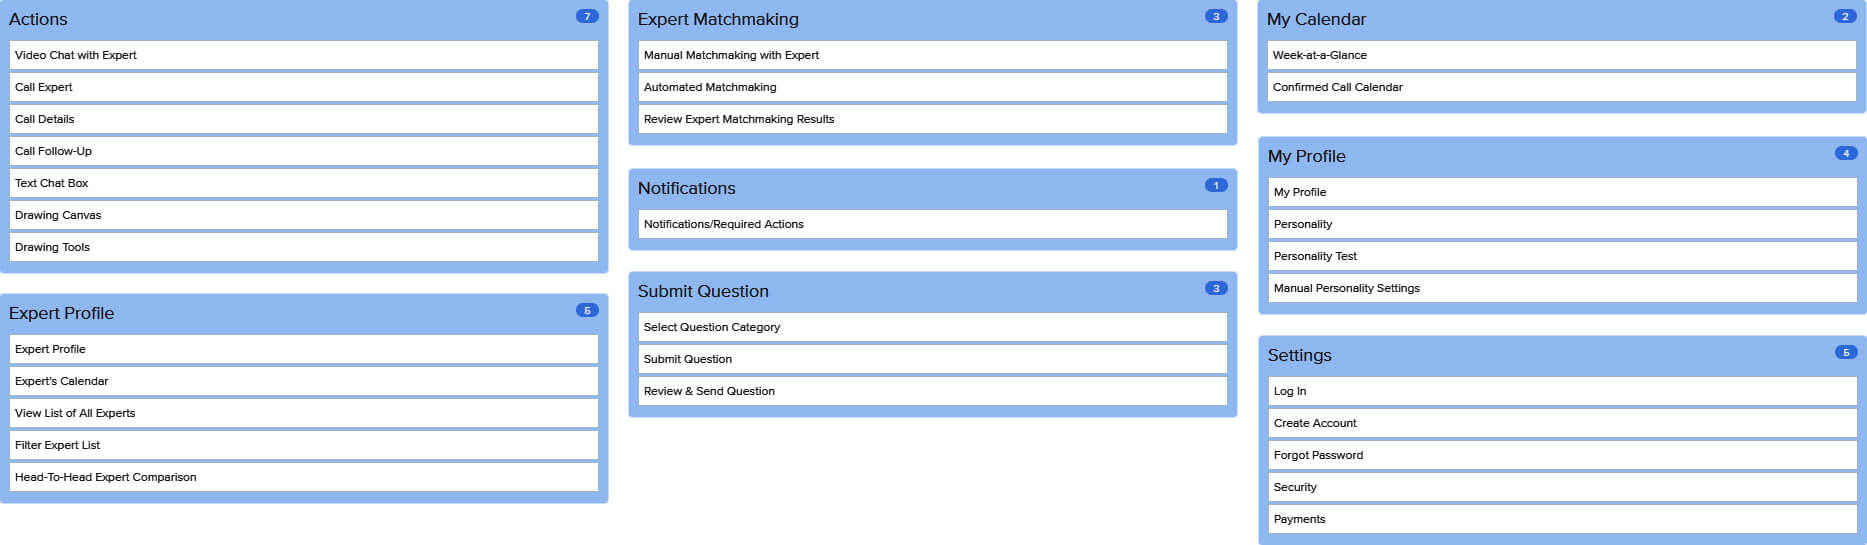 Actions
7
Video Chat with Expert
Call Expert
Call Details
Call Follow-Up
Text Chat Box
Drawing Canvas
Drawing Tools
Expert Profile
5
Expert Profile
Expert's Calendar
View List of All Experts
Filter Expert List
Head-To-Head Expert Comparison
Expert Matchmaking
3
Manual Matchmaking with Expert
Automated Matchmaking
Review Expert Matchmaking Results
Notifications
1
Notifications/Required Actions
Submit Question
3
Select Question Category
Submit Question
Review & Send Question
My Calendar
2
Week-at-a-Glance
Confirmed Call Calendar
My Profile
4
My Profile
Personality
Personality Test
Manual Personality Settings
Settings
5
Log In
Create Account
Forgot Password
Security
Payments